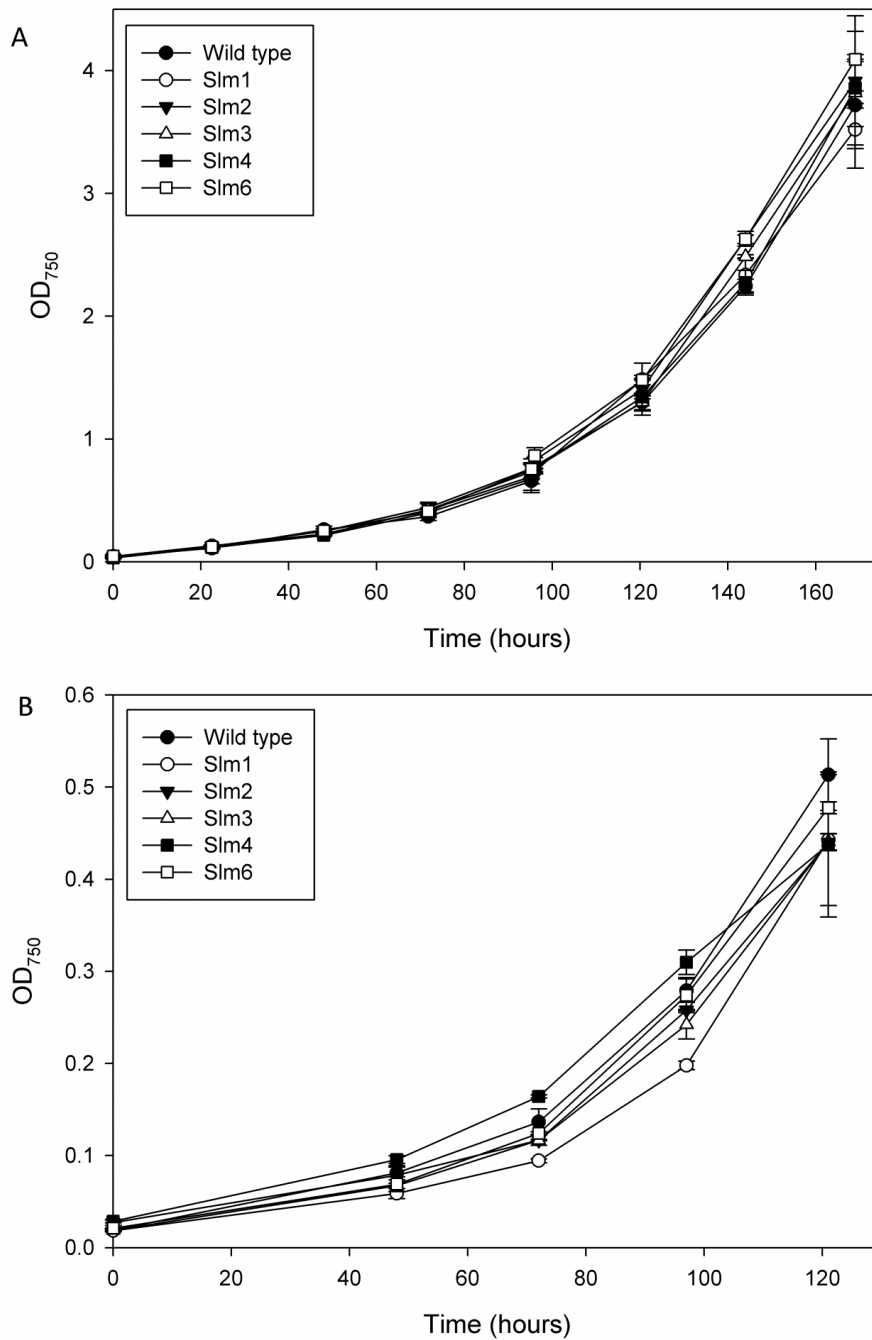 A
Wild type
Slm1
Slm2
Slm3
Slm4
Slm6
4
3
2
1
0
OD750
0 20 40 60 80 100 120 140 160
Time (hours)
B
Wild type
Slm1
Slm2
Slm3
Slm4
Slm6
0.6
0.5
0.4
0.3
0.2
0.1
0.0
OD750
0 20 40 60 80 100 120
Time (hours)